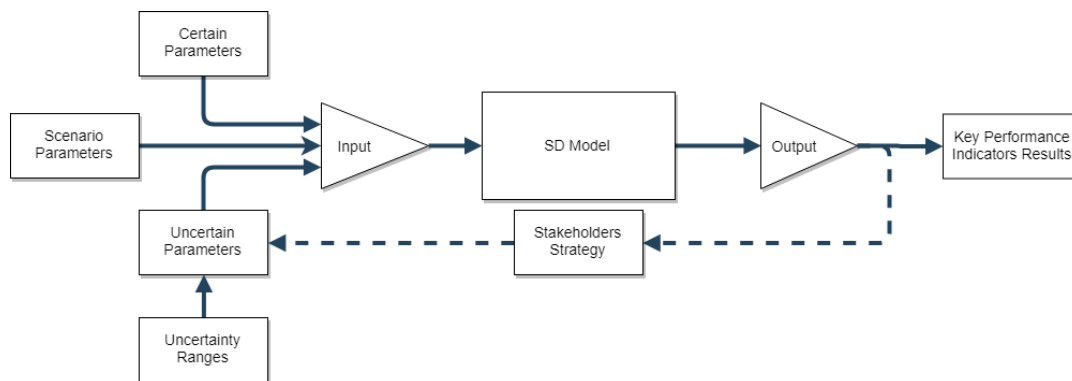 Certain
Parameters
Scenario
Parameters
Input
SD Model
Output
Key Performance
Indicators Results
Uncertain
Parameters
Stakeholders
Strategy
Uncertainty
Ranges